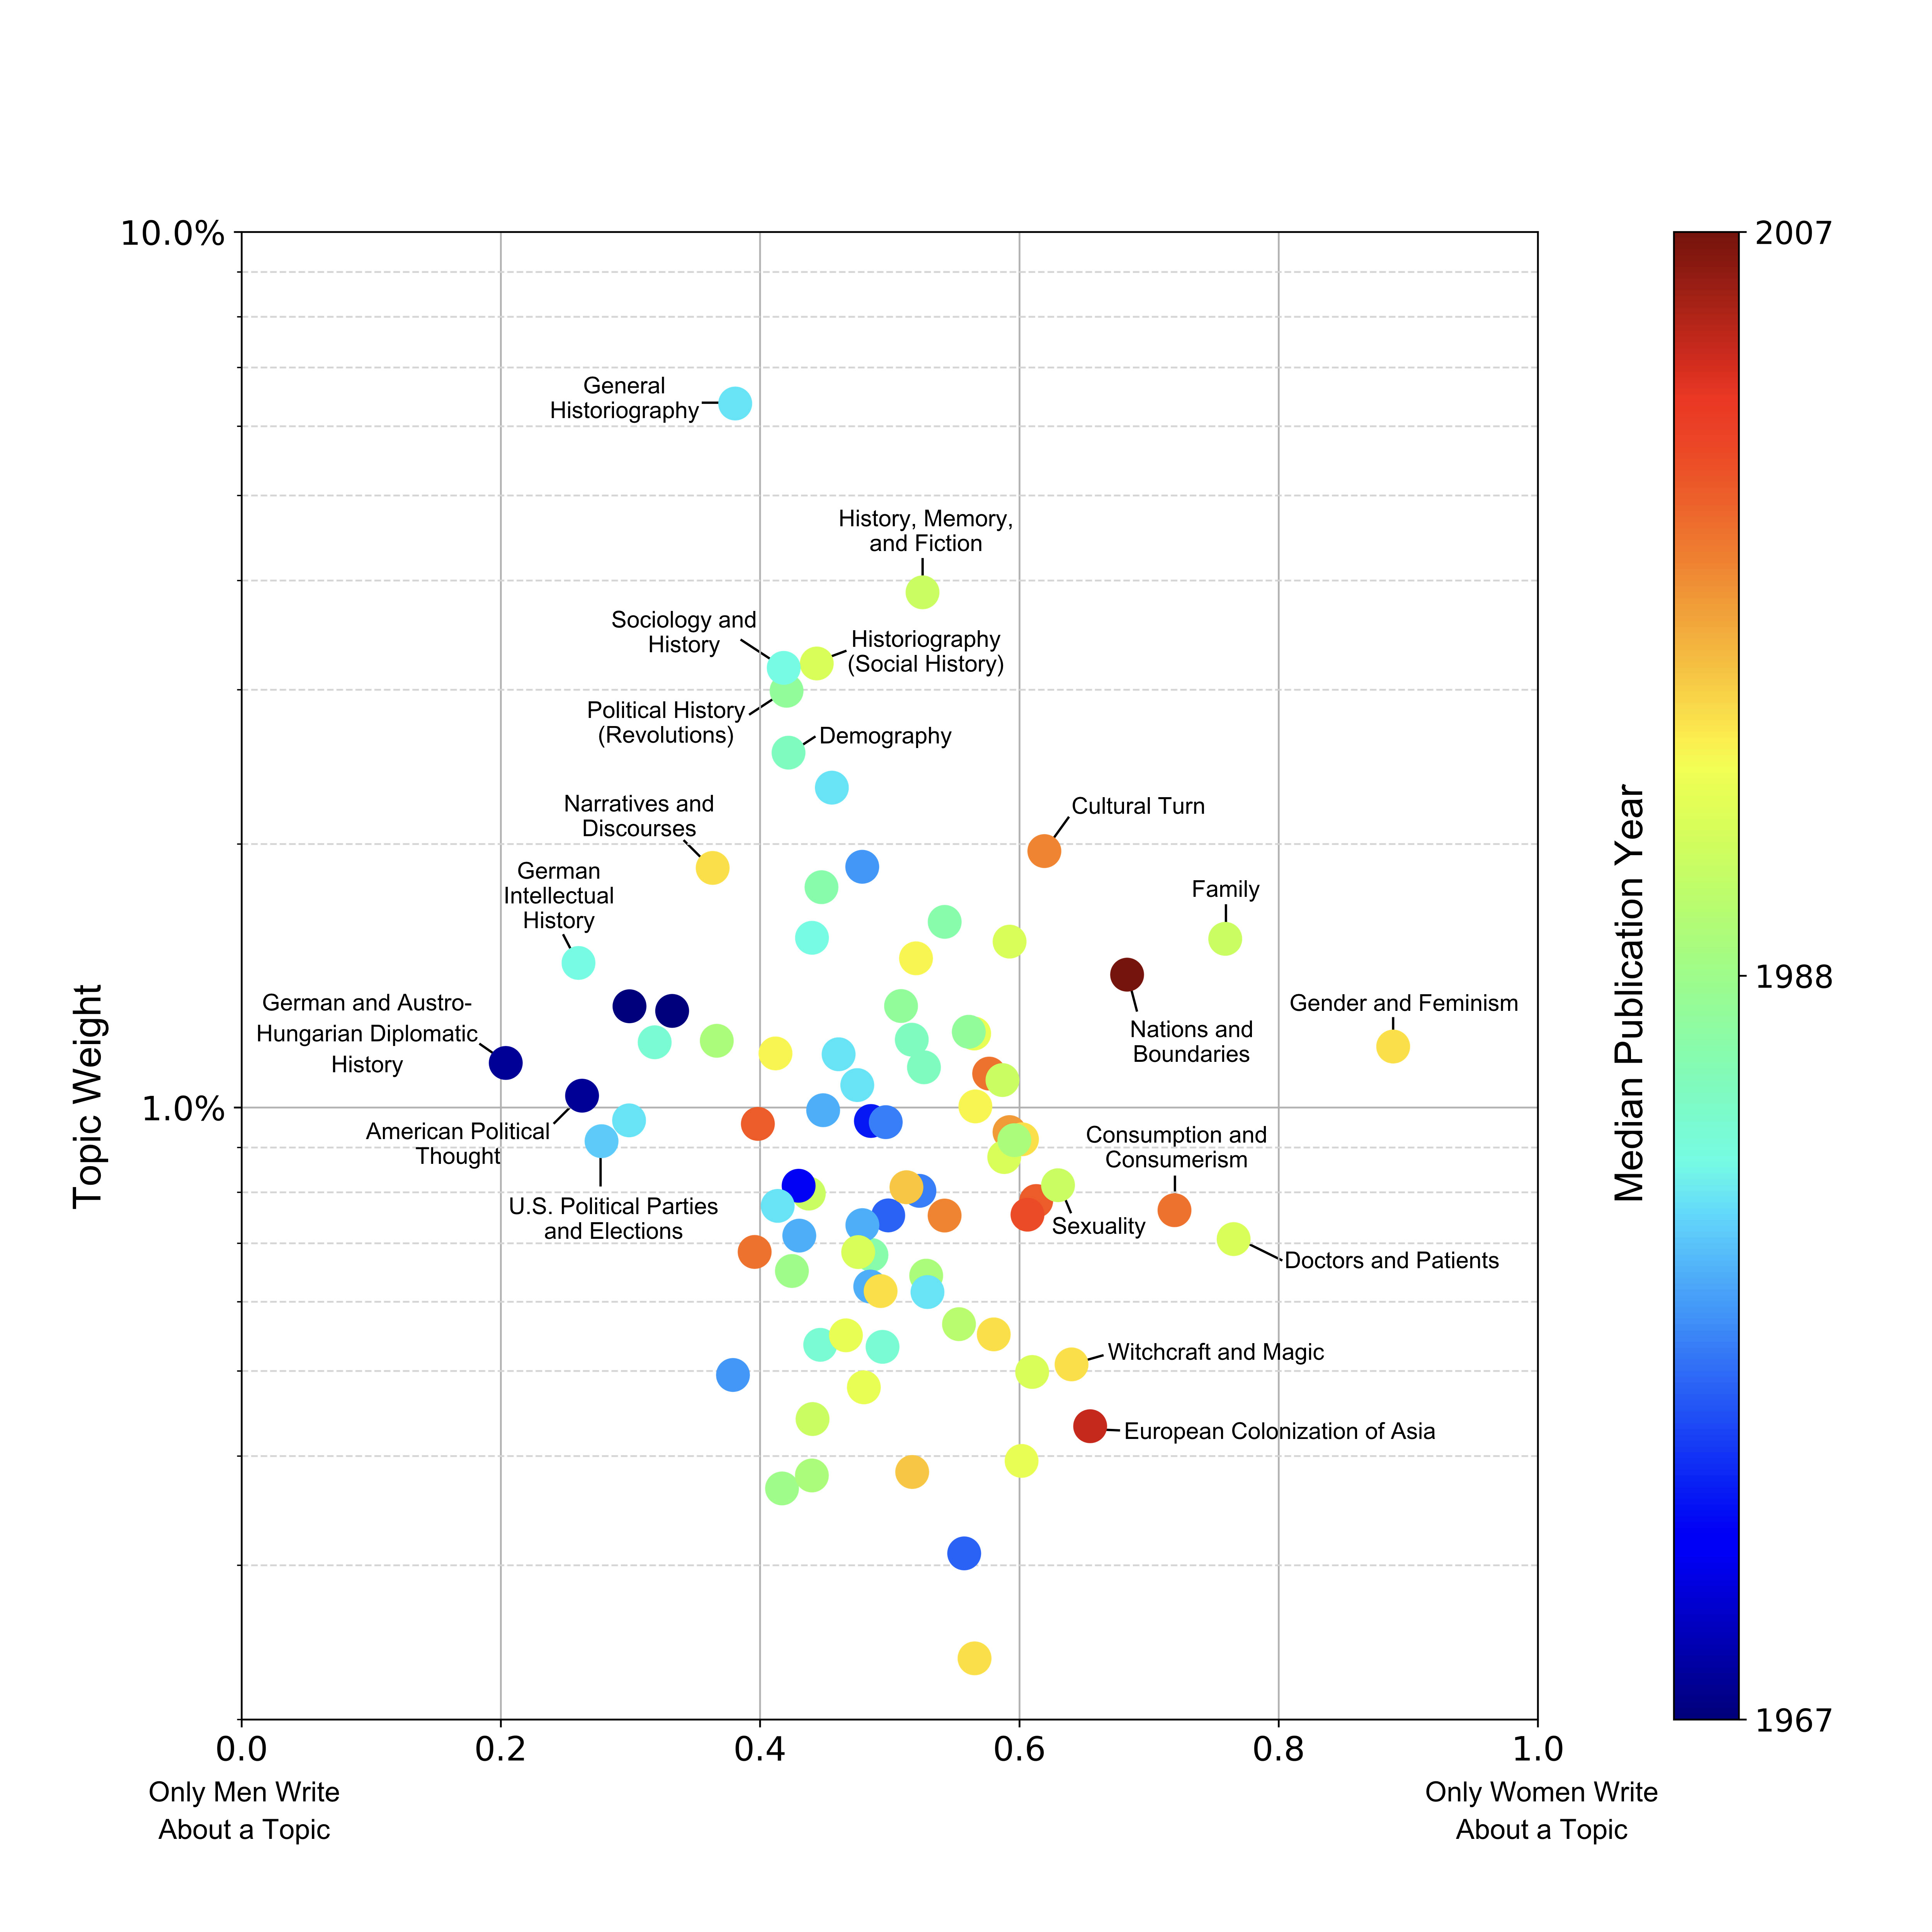 10.0%
2007
General
Historiography
History, Memory,
and Fiction
Sociology and
History
Historiography
(Social History)
Political History
(Revolutions)
Demography
Narratives and
Discourses
Cultural Turn
German
Intellectual
History
Family
German and Austro-
Hungarian Diplomatic
History
Nations and
Boundaries
Gender and Feminism
1988
Median Publication Year
Topic Weight
1.0%
American Political
Thought
Consumption and
Consumerism
U.S. Political Parties
and Elections
Sexuality
Doctors and Patients
Witchcraft and Magic
European Colonization of Asia
1967
0.0
0.2
0.4
0.6
0.8
1.0
Only Men Write
About a Topic
Only Women Write
About a Topic